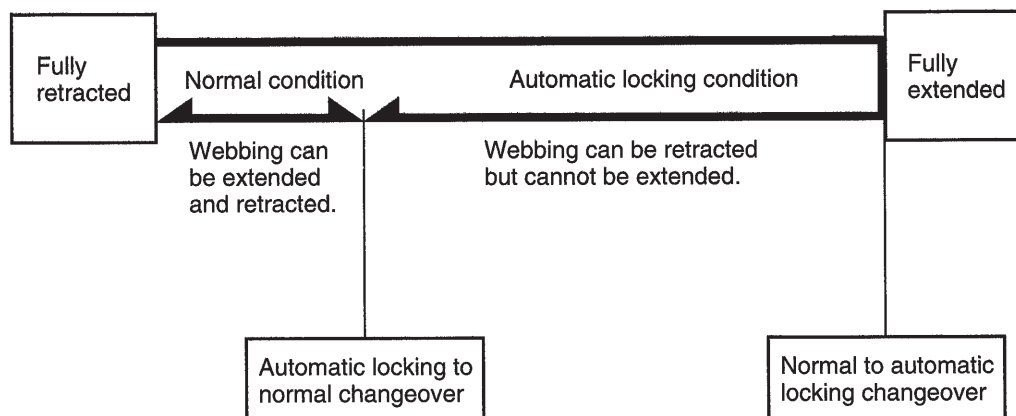 Fully
retracted
Normal condition
Automatic locking condition
Fully
extended
Webbing can
be extended
and retracted.
Webbing can be retracted
but cannot be extended.
Automatic locking to
normal changeover
Normal to automatic
locking changeover